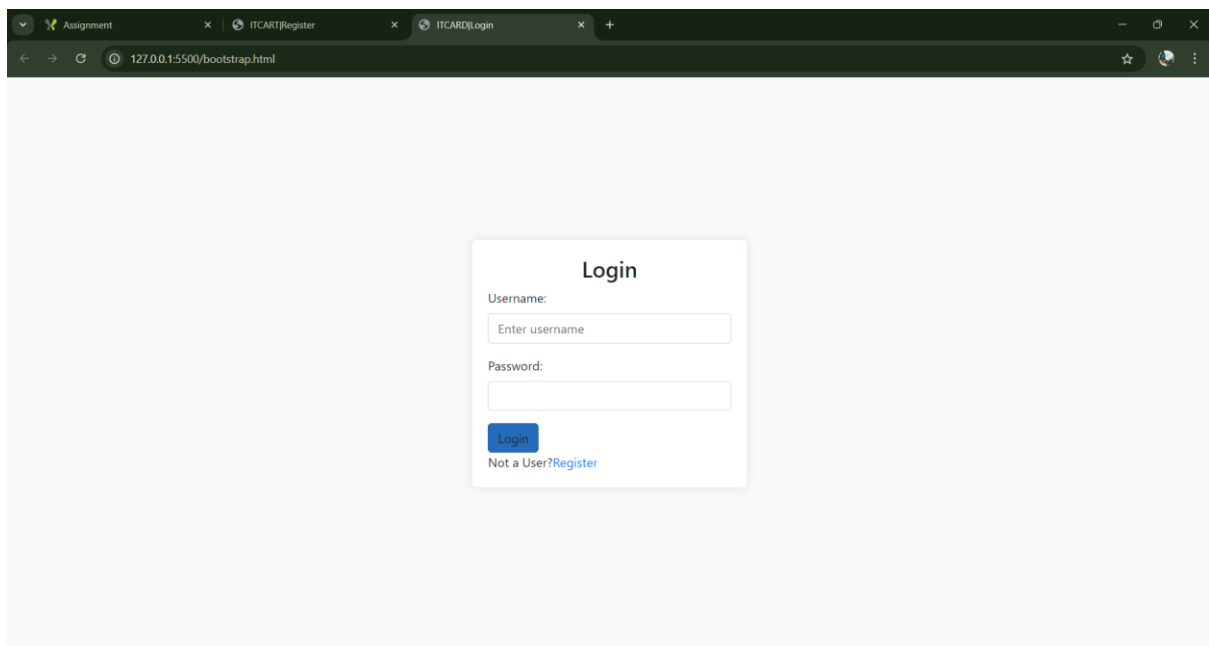 Assignment
ITCART|Register
ITCARD|Login
127.0.0.1:5500/bootstrap.html
Login
Username:
Enter username
Password:
Login
Not a User?Register